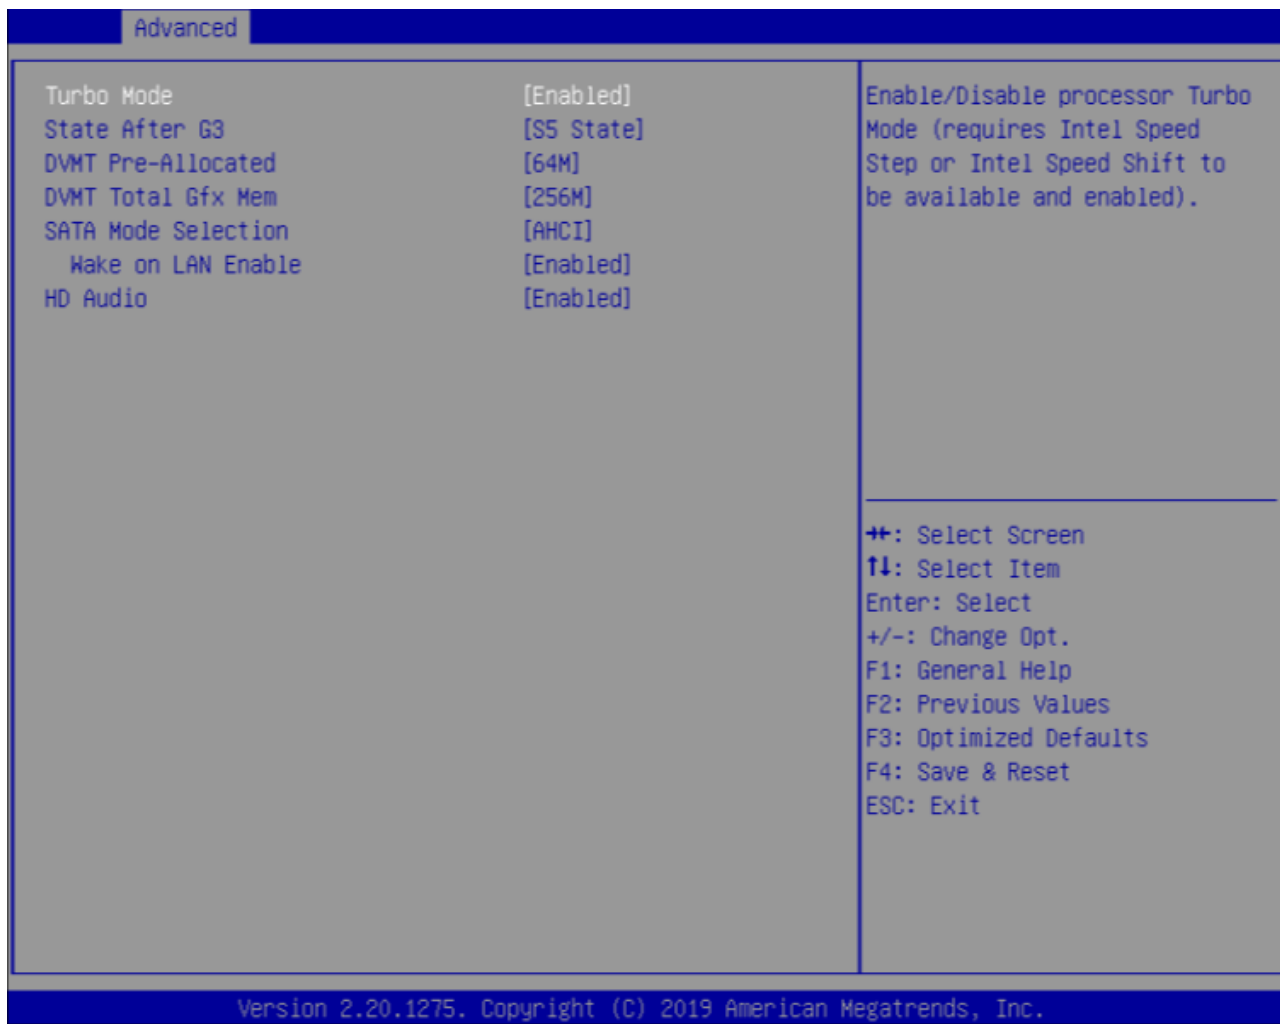 Advanced
Turbo Mode [Enabled]
State After G3 [S5 State]
DVMT Pre-Allocated [64M]
DVMT Total Gfx Mem [256M]
SATA Mode Selection [AHCI]
Wake on LAN Enable [Enabled]
HD Audio [Enabled]
Enable/Disable processor Turbo
Mode (requires Intel Speed
Step or Intel Speed Shift to
be available and enabled).
→←: Select Screen
↑↓: Select Item
Enter: Select
+/-: Change Opt.
F1: General Help
F2: Previous Values
F3: Optimized Defaults
F4: Save & Reset
ESC: Exit
Version 2.20.1275. Copyright (C) 2019 American Megatrends, Inc.